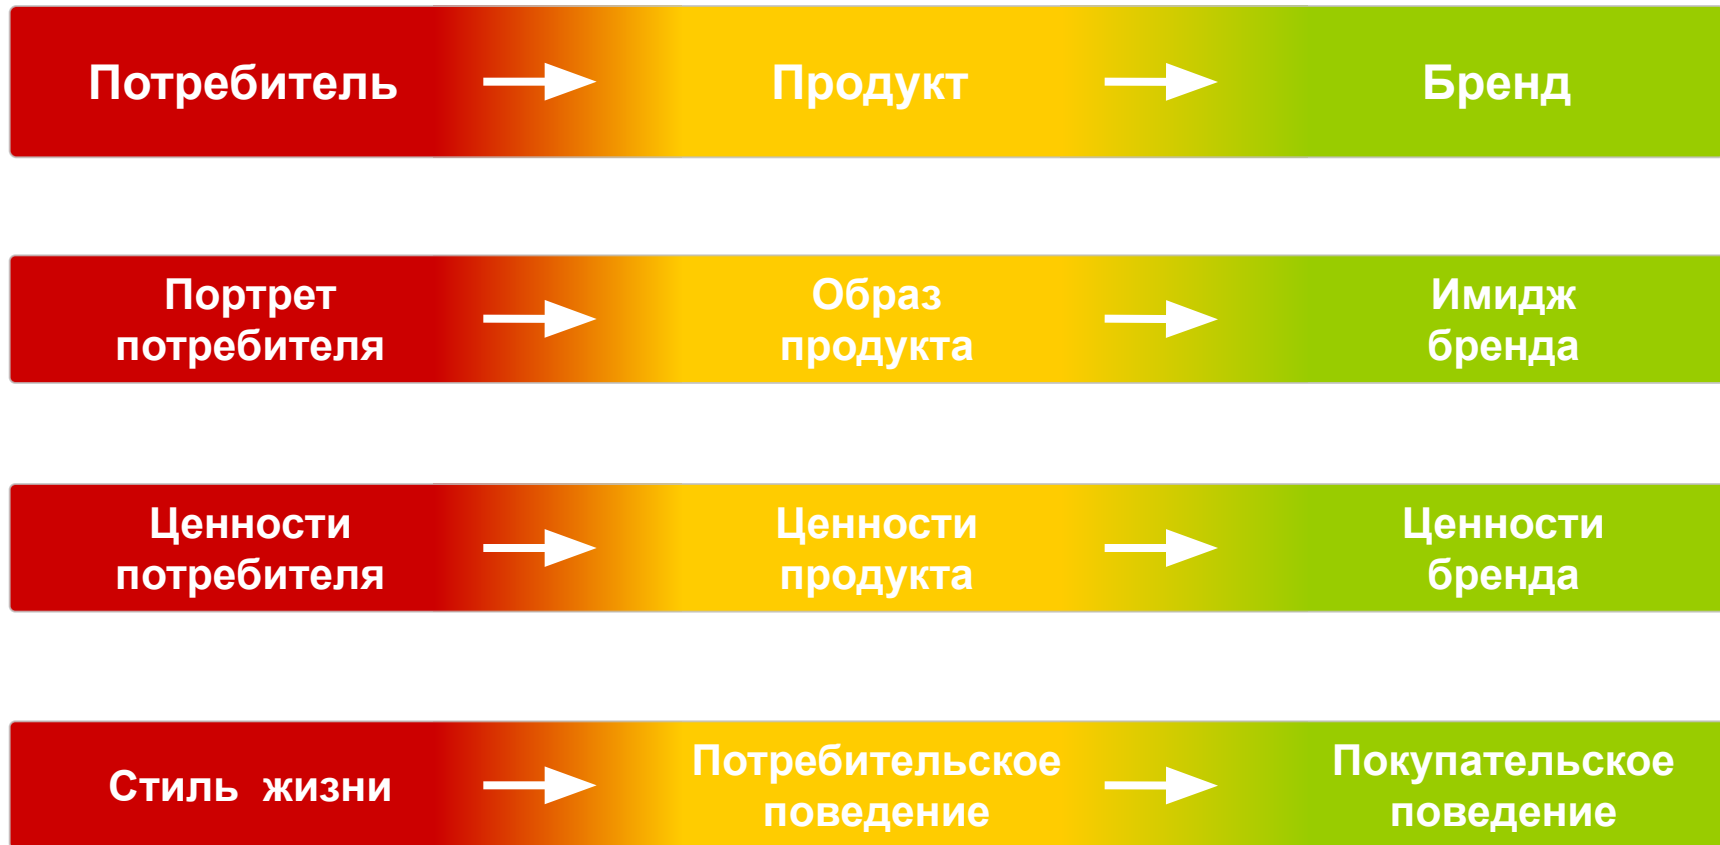 Потребитель Продукт Бренд
Портрет Образ Имидж
потребителя продукта бренда
Ценности Ценности Ценности
потребителя продукта бренда
Стиль жизни
Потребительское
поведение
Покупательское
поведение